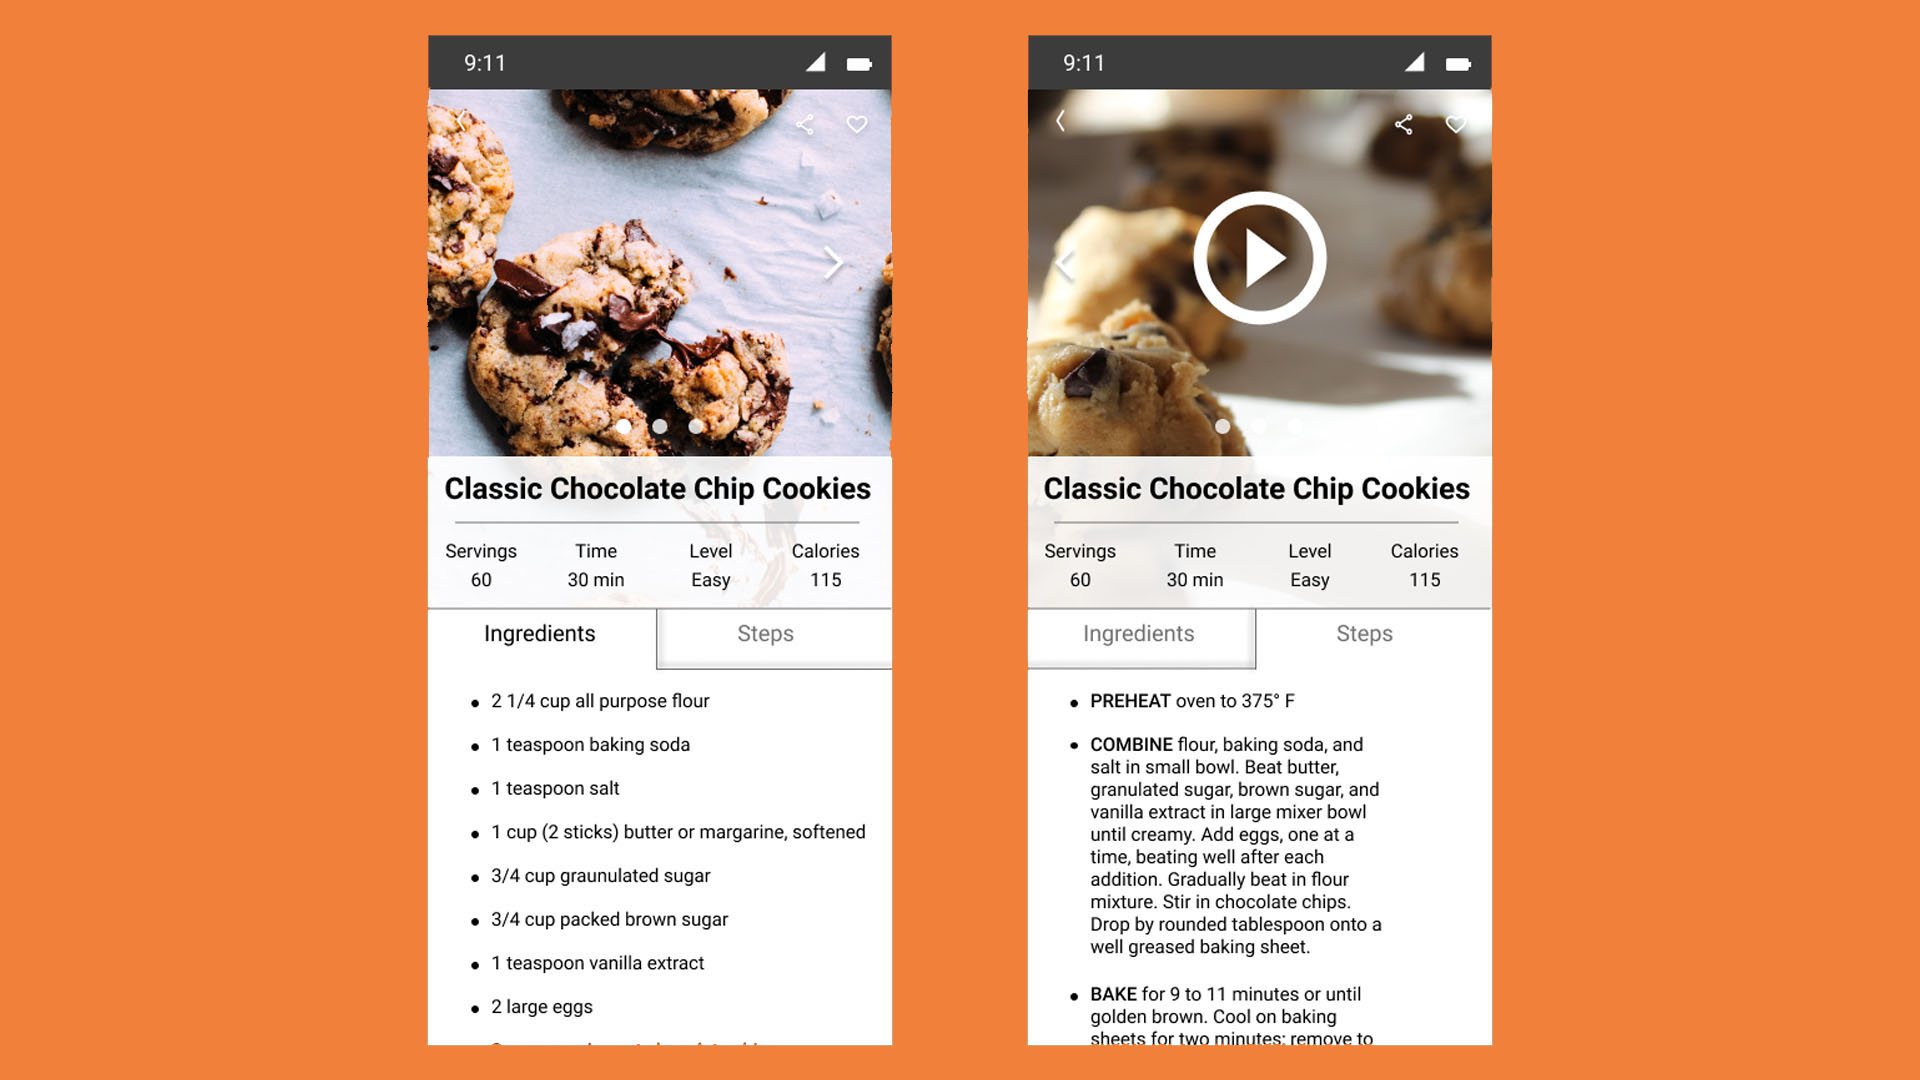 9:11
Classic Chocolate Chip Cookies
Servings Time Level Calories
60 30 min Easy 115
Ingredients Steps
2 1/4 cup all purpose flour
1 teaspoon baking soda
1 teaspoon salt
1 cup (2 sticks) butter or margarine, softened
3/4 cup graunulated sugar
3/4 cup packed brown sugar
1 teaspoon vanilla extract
2 large eggs
9:11
Classic Chocolate Chip Cookies
Servings Time Level Calories
60 30 min Easy 115
Ingredients Steps
PREHEAT oven to 375° F
COMBINE flour, baking soda, and
salt in small bowl. Beat butter,
granulated sugar, brown sugar, and
vanilla extract in large mixer bowl
until creamy. Add eggs, one at a
time, beating well after each
addition. Gradually beat in flour
mixture. Stir in chocolate chips.
Drop by rounded tablespoon onto a
well greased baking sheet.
BAKE for 9 to 11 minutes or until
golden brown. Cool on baking
sheets for two minutes; remove to